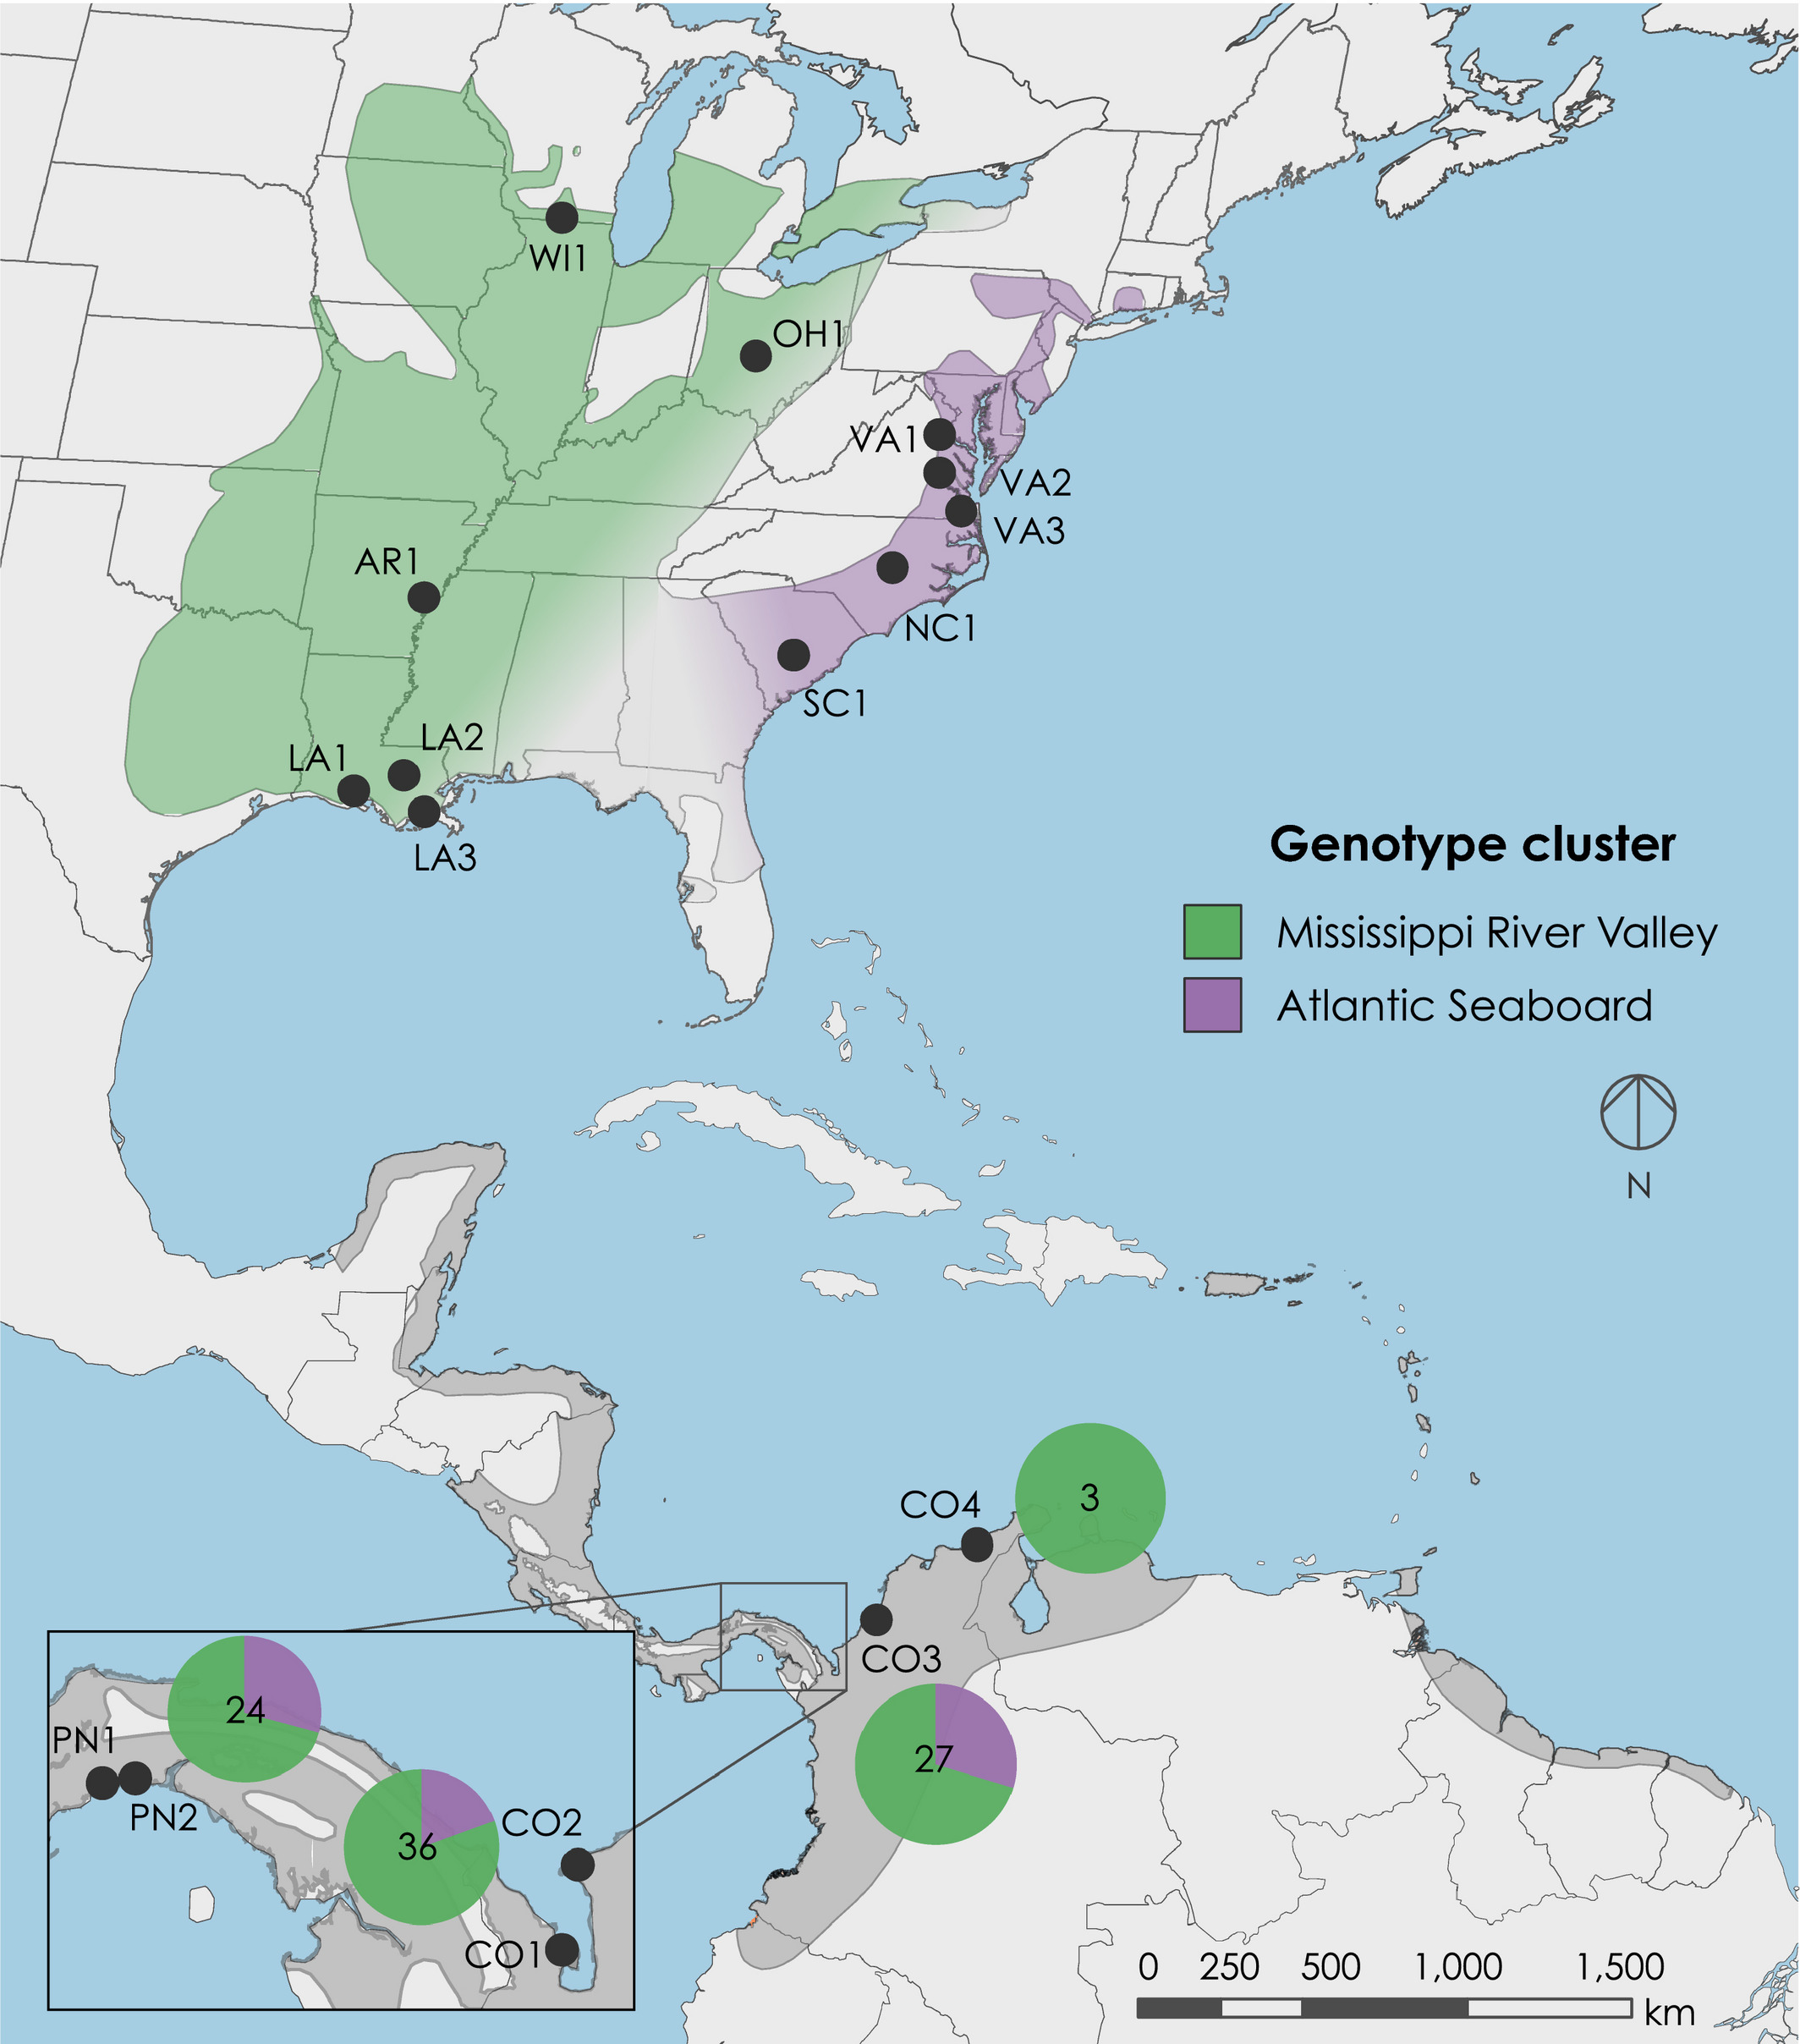 WI1
OH1
VA1
VA2
VA3
AR1
NC1
SC1
LA2
LA1
LA3
Genotype cluster
Mississippi River Valley
Atlantic Seaboard
N
3
CO4
CO3
24
27
PN1
PN2
CO2
36
CO1
0 250 500 1,000 1,500
km